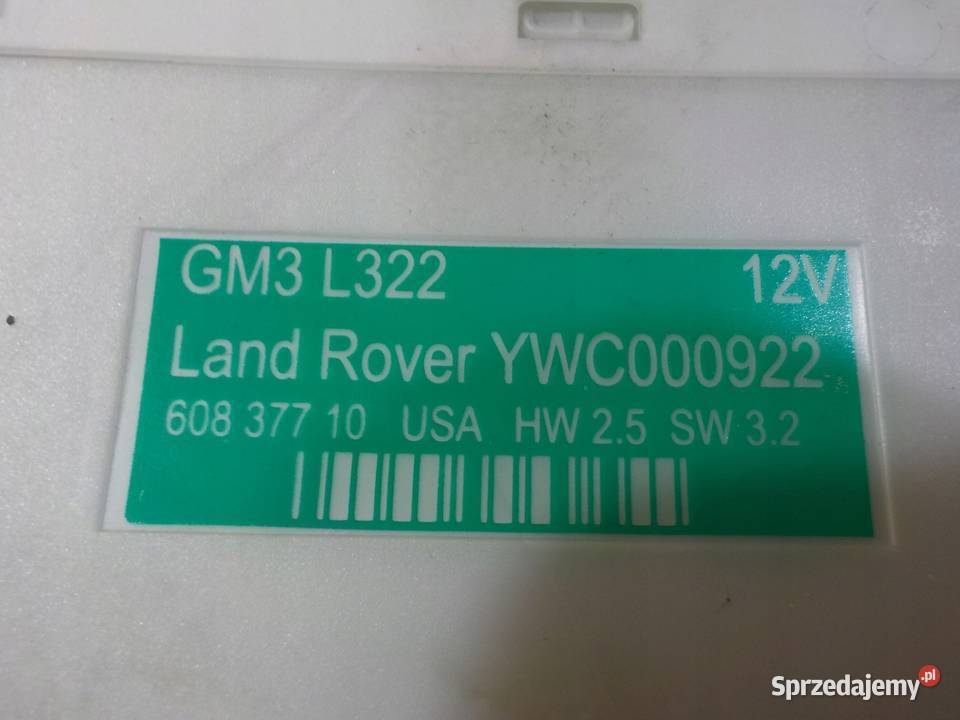 GM3 L322 12V
Land Rover YWC000922
608 377 10 USA HW 2.5 SW 3.2
Sprzedajemy.pl